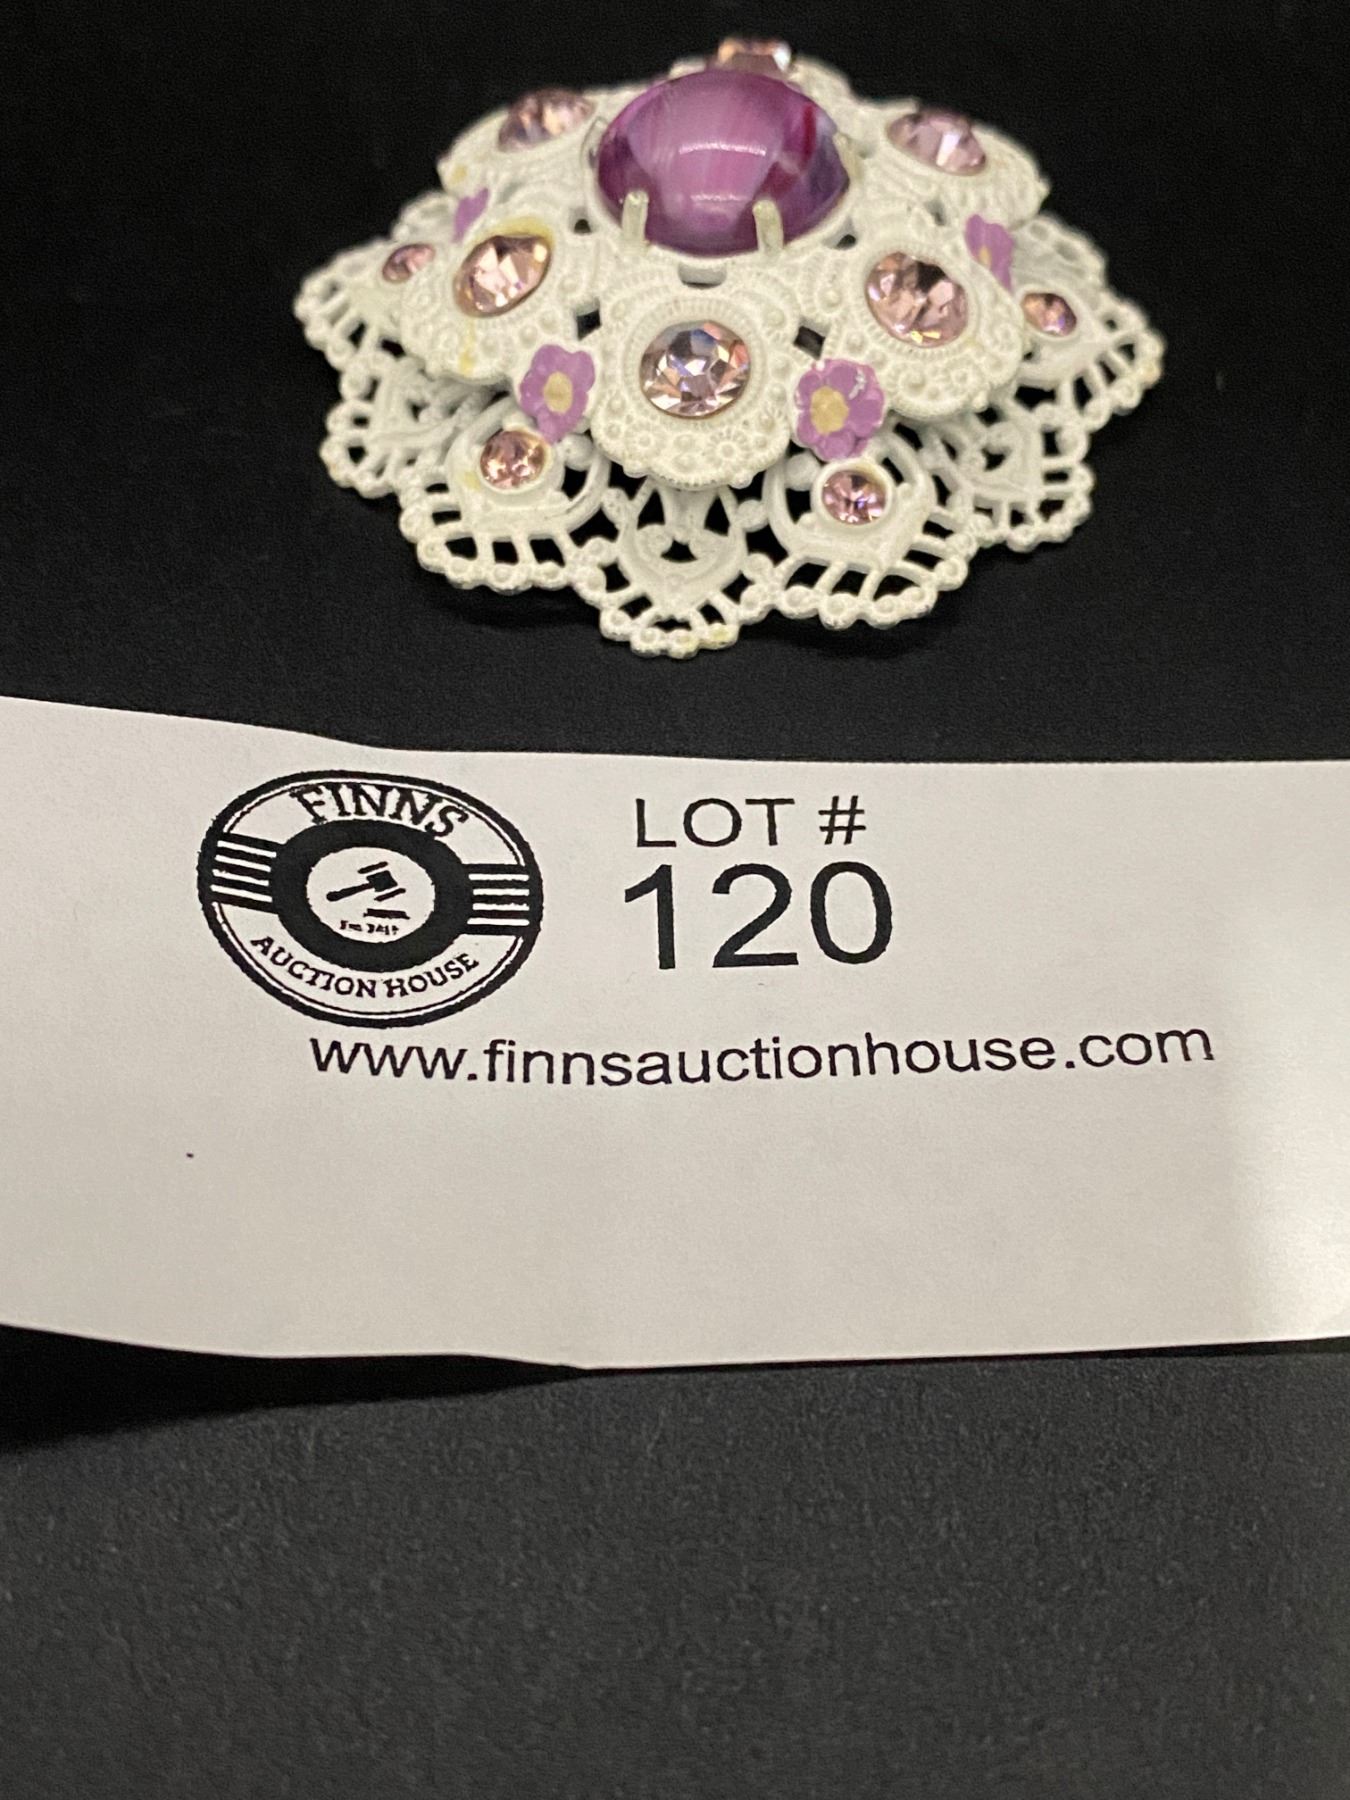 FINNS
AUCTION HOUSE
LOT #
120
www.finnsauctionhouse.com